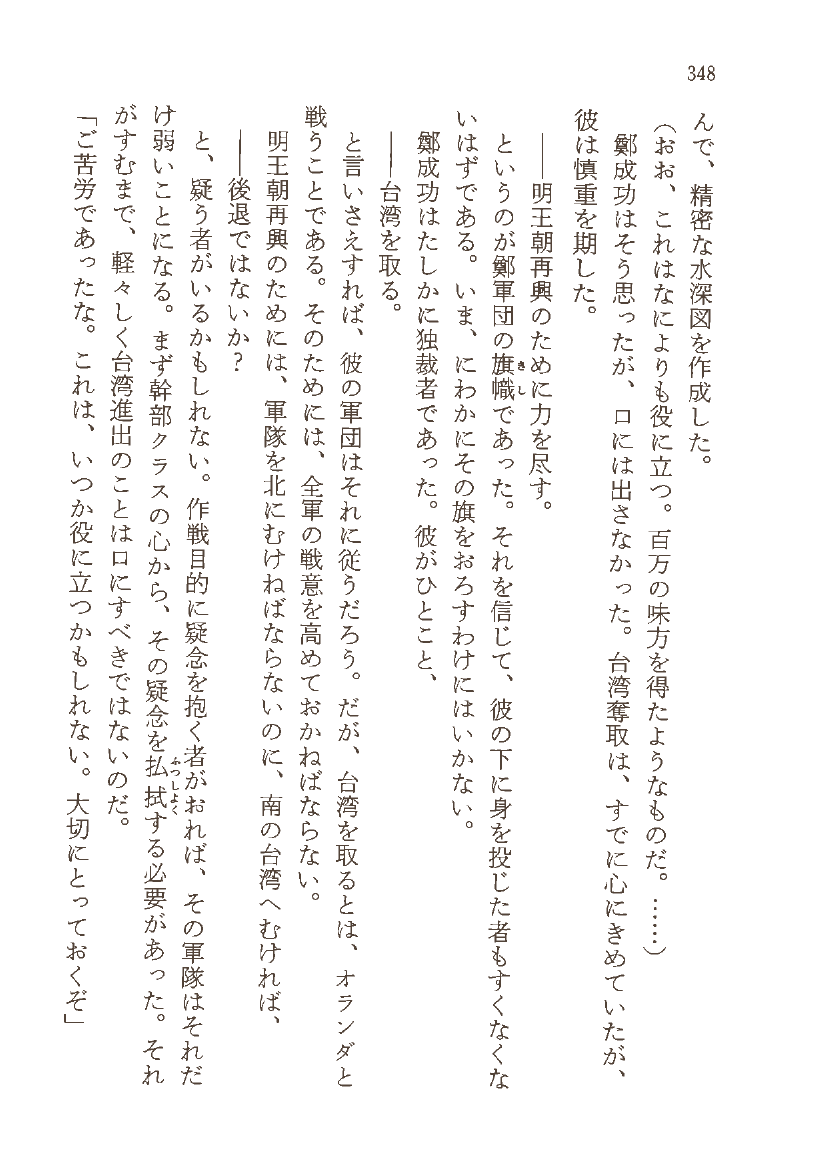 348
んで、精密な水深図を作成した。
(おお、これはなによりも役に立つ。百万の味方を得たようなものだ。……)
鄭成功はそう思ったが、口には出さなかった。台湾奪取は、すでに心にきめていたが、
彼は慎重を期した。
――明王朝再興のために力を尽す。
というのが鄭軍団の旗幟きしであった。それを信じて、彼の下に身を投じた者もすくなくな
いはずである。いま、にわかにその旗をおろすわけにはいかない。
鄭成功はたしかに独裁者であった。彼がひとこと、
――台湾を取る。
と言いさえすれば、彼の軍団はそれに従うだろう。だが、台湾を取るとは、オランダと
戦うことである。そのためには、全軍の戦意を高めておかねばならない。
明王朝再興のためには、軍隊を北にむけねばならないのに、南の台湾へむければ、
――後退ではないか?
と、疑う者がいるかもしれない。作戦目的に疑念を抱く者がおれば、その軍隊はそれだ
け弱いことになる。まず幹部クラスの心から、その疑念を払拭ふつしよくする必要があった。それ
がすむまで、軽々しく台湾進出のことは口にすべきではないのだ。
「ご苦労であったな。これは、いつか役に立つかもしれない。大切にとっておくぞ」